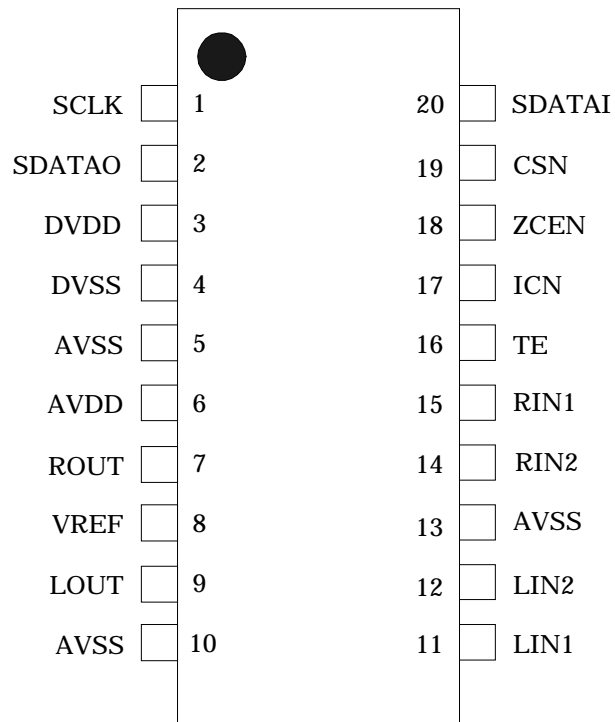 SCLK 1 20 SDATAI
SDATAO 2 19 CSN
DVDD 3 18 ZCEN
DVSS 4 17 ICN
AVSS 5 16 TE
AVDD 6 15 RIN1
ROUT 7 14 RIN2
VREF 8 13 AVSS
LOUT 9 12 LIN2
AVSS 10 11 LIN1